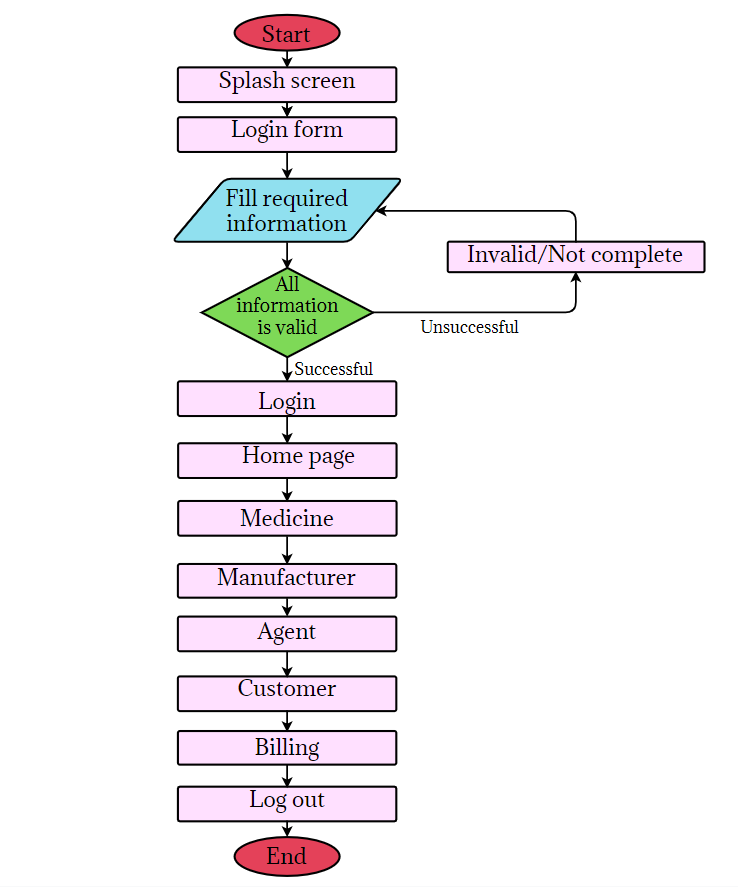 Start
Splash screen
Login form
Fill required
information
Invalid/Not complete
All
information
is valid
Unsuccessful
Successful
Login
Home page
Medicine
Manufacturer
Agent
Customer
Billing
Log out
End